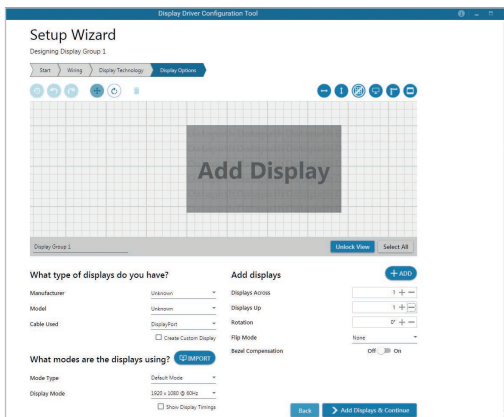 Display Driver Configuration Tool
Setup Wizard
Designing Display Group 1
Start Wiring Display Technology Display Options
Add Display
Display Group 1 Unlock View Select All
What type of displays do you have?
Manufacturer Unknown
Model Unknown
Cable Used DisplayPort
Create Custom Display
What modes are the displays using? IMPORT
Mode Type Default Mode
Display Mode 1920 x 1080 @ 60Hz
Show Display Timings
Add displays + ADD
Displays Across 1 + −
Displays Up 1 + −
Rotation 0° + −
Flip Mode None
Bezel Compensation Off On
Back Add Displays & Continue